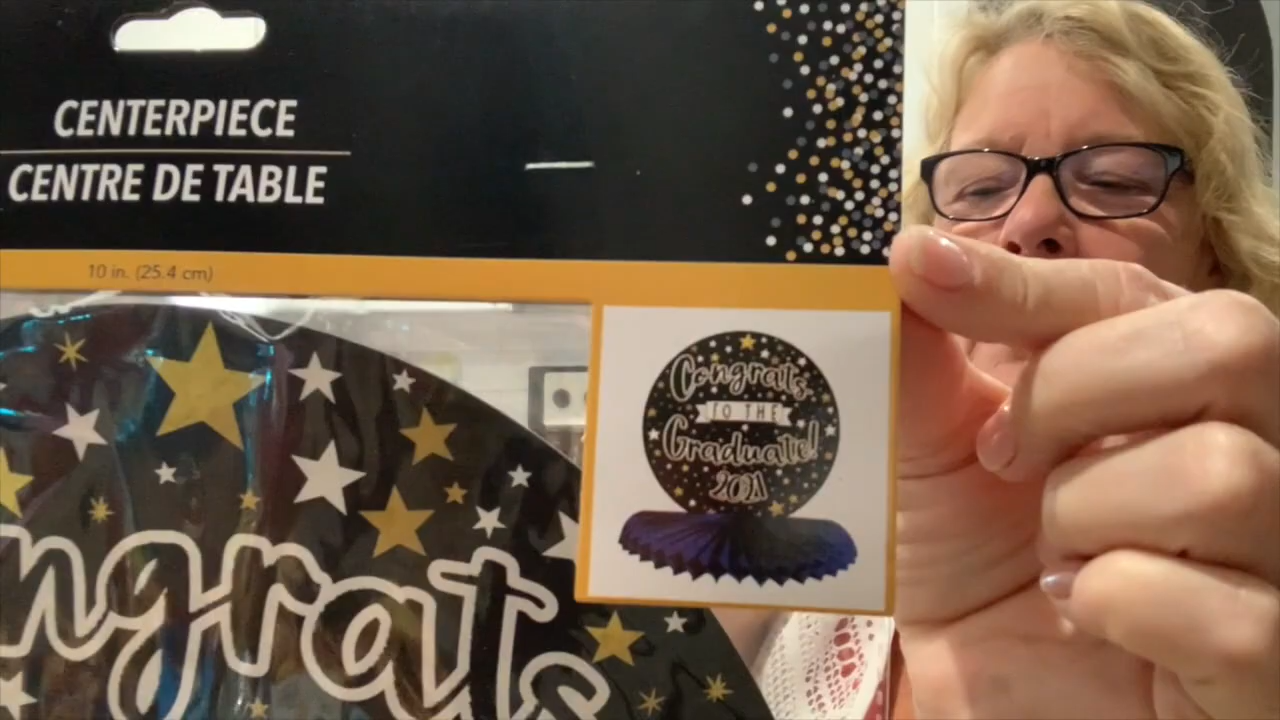 CENTERPIECE
CENTRE DE TABLE
10 in. (25.4 cm)
Congrats
TO THE
Graduate!
2021
ngrats